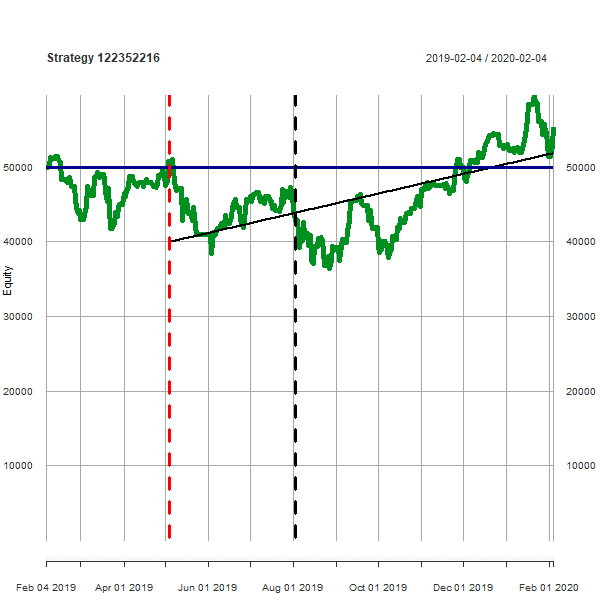 Strategy 122352216
2019-02-04 / 2020-02-04
50000
50000
40000
40000
Equity
30000
30000
20000
20000
10000
10000
Feb 04 2019
Apr 01 2019
Jun 01 2019
Aug 01 2019
Oct 01 2019
Dec 01 2019
Feb 01 2020